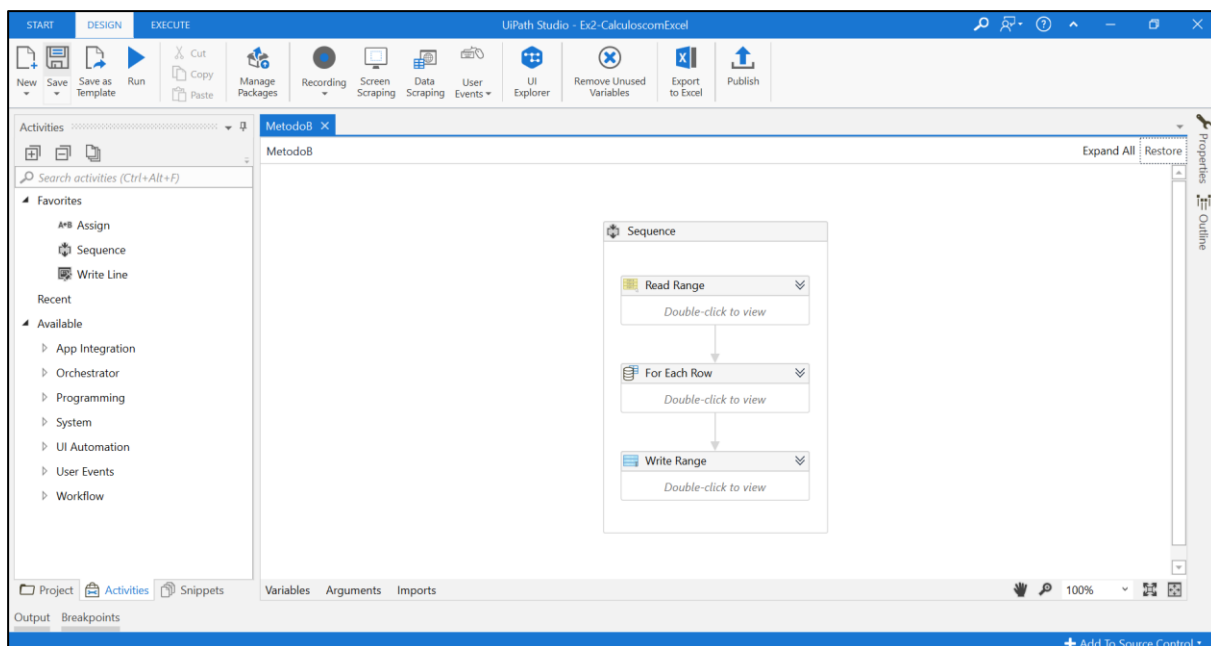 START DESIGN EXECUTE UiPath Studio - Ex2-CalculoscomExcel
New Save Save as Template Run Cut Copy Paste Manage Packages Recording Screen Scraping Data Scraping User Events UI Explorer Remove Unused Variables Export to Excel Publish
Activities
Search activities (Ctrl+Alt+F)
Favorites
A*B Assign
Sequence
Write Line
Recent
Available
App Integration
Orchestrator
Programming
System
UI Automation
User Events
Workflow
Project Activities Snippets
MetodoB
MetodoB Expand All Restore
Sequence
Read Range
Double-click to view
For Each Row
Double-click to view
Write Range
Double-click to view
Variables Arguments Imports 100%
Properties
Outline
Output Breakpoints
Add To Source Control